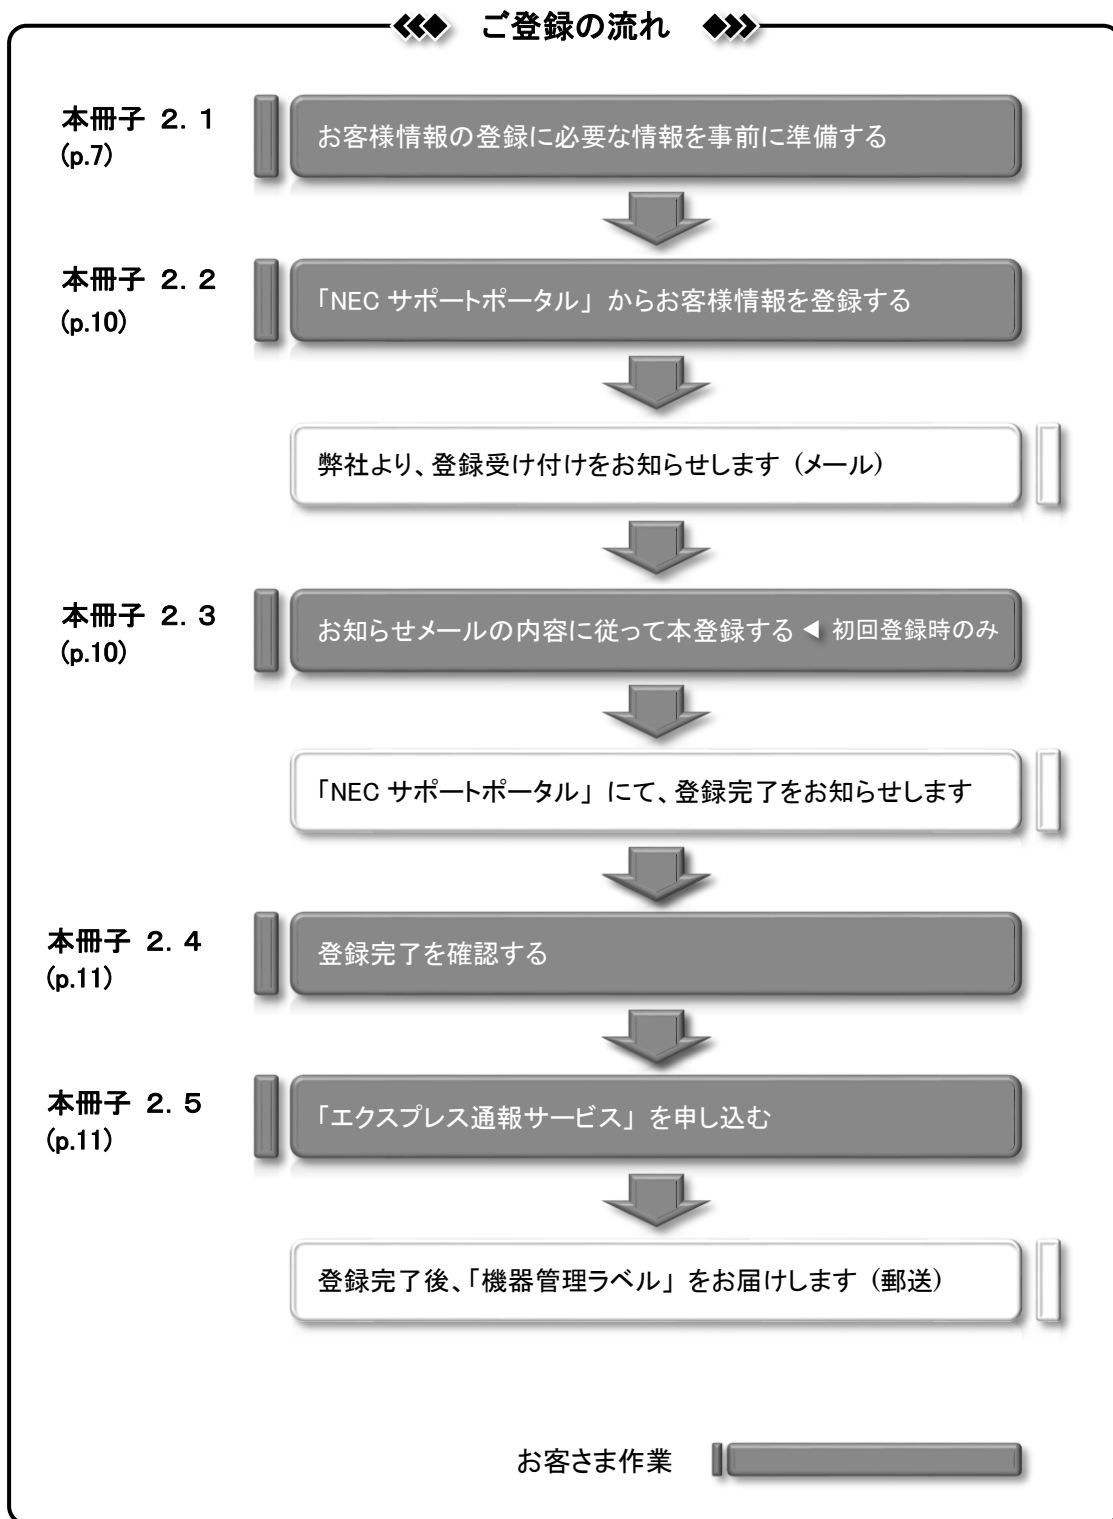 ご登録の流れ
本冊子 2.1
(p.7)
お客様情報の登録に必要な情報を事前に準備する
本冊子 2.2
(p.10)
「NEC サポートポータル」 からお客様情報を登録する
弊社より、登録受け付けをお知らせします (メール)
本冊子 2.3
(p.10)
お知らせメールの内容に従って本登録する ◀ 初回登録時のみ
「NEC サポートポータル」 にて、登録完了をお知らせします
本冊子 2.4
(p.11)
登録完了を確認する
本冊子 2.5
(p.11)
「エクスプレス通報サービス」 を申し込む
登録完了後、「機器管理ラベル」 をお届けします (郵送)
お客さま作業